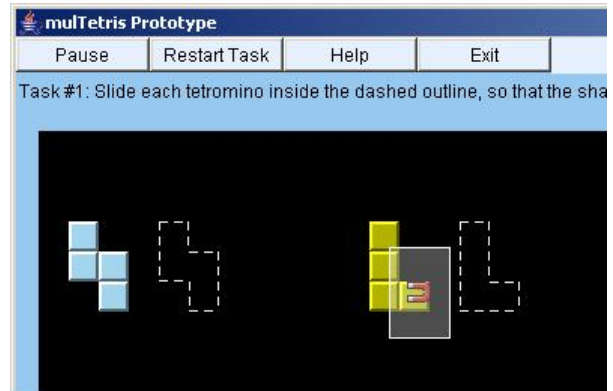 mulTetris Prototype
Pause Restart Task Help Exit
Task #1: Slide each tetromino inside the dashed outline, so that the sha